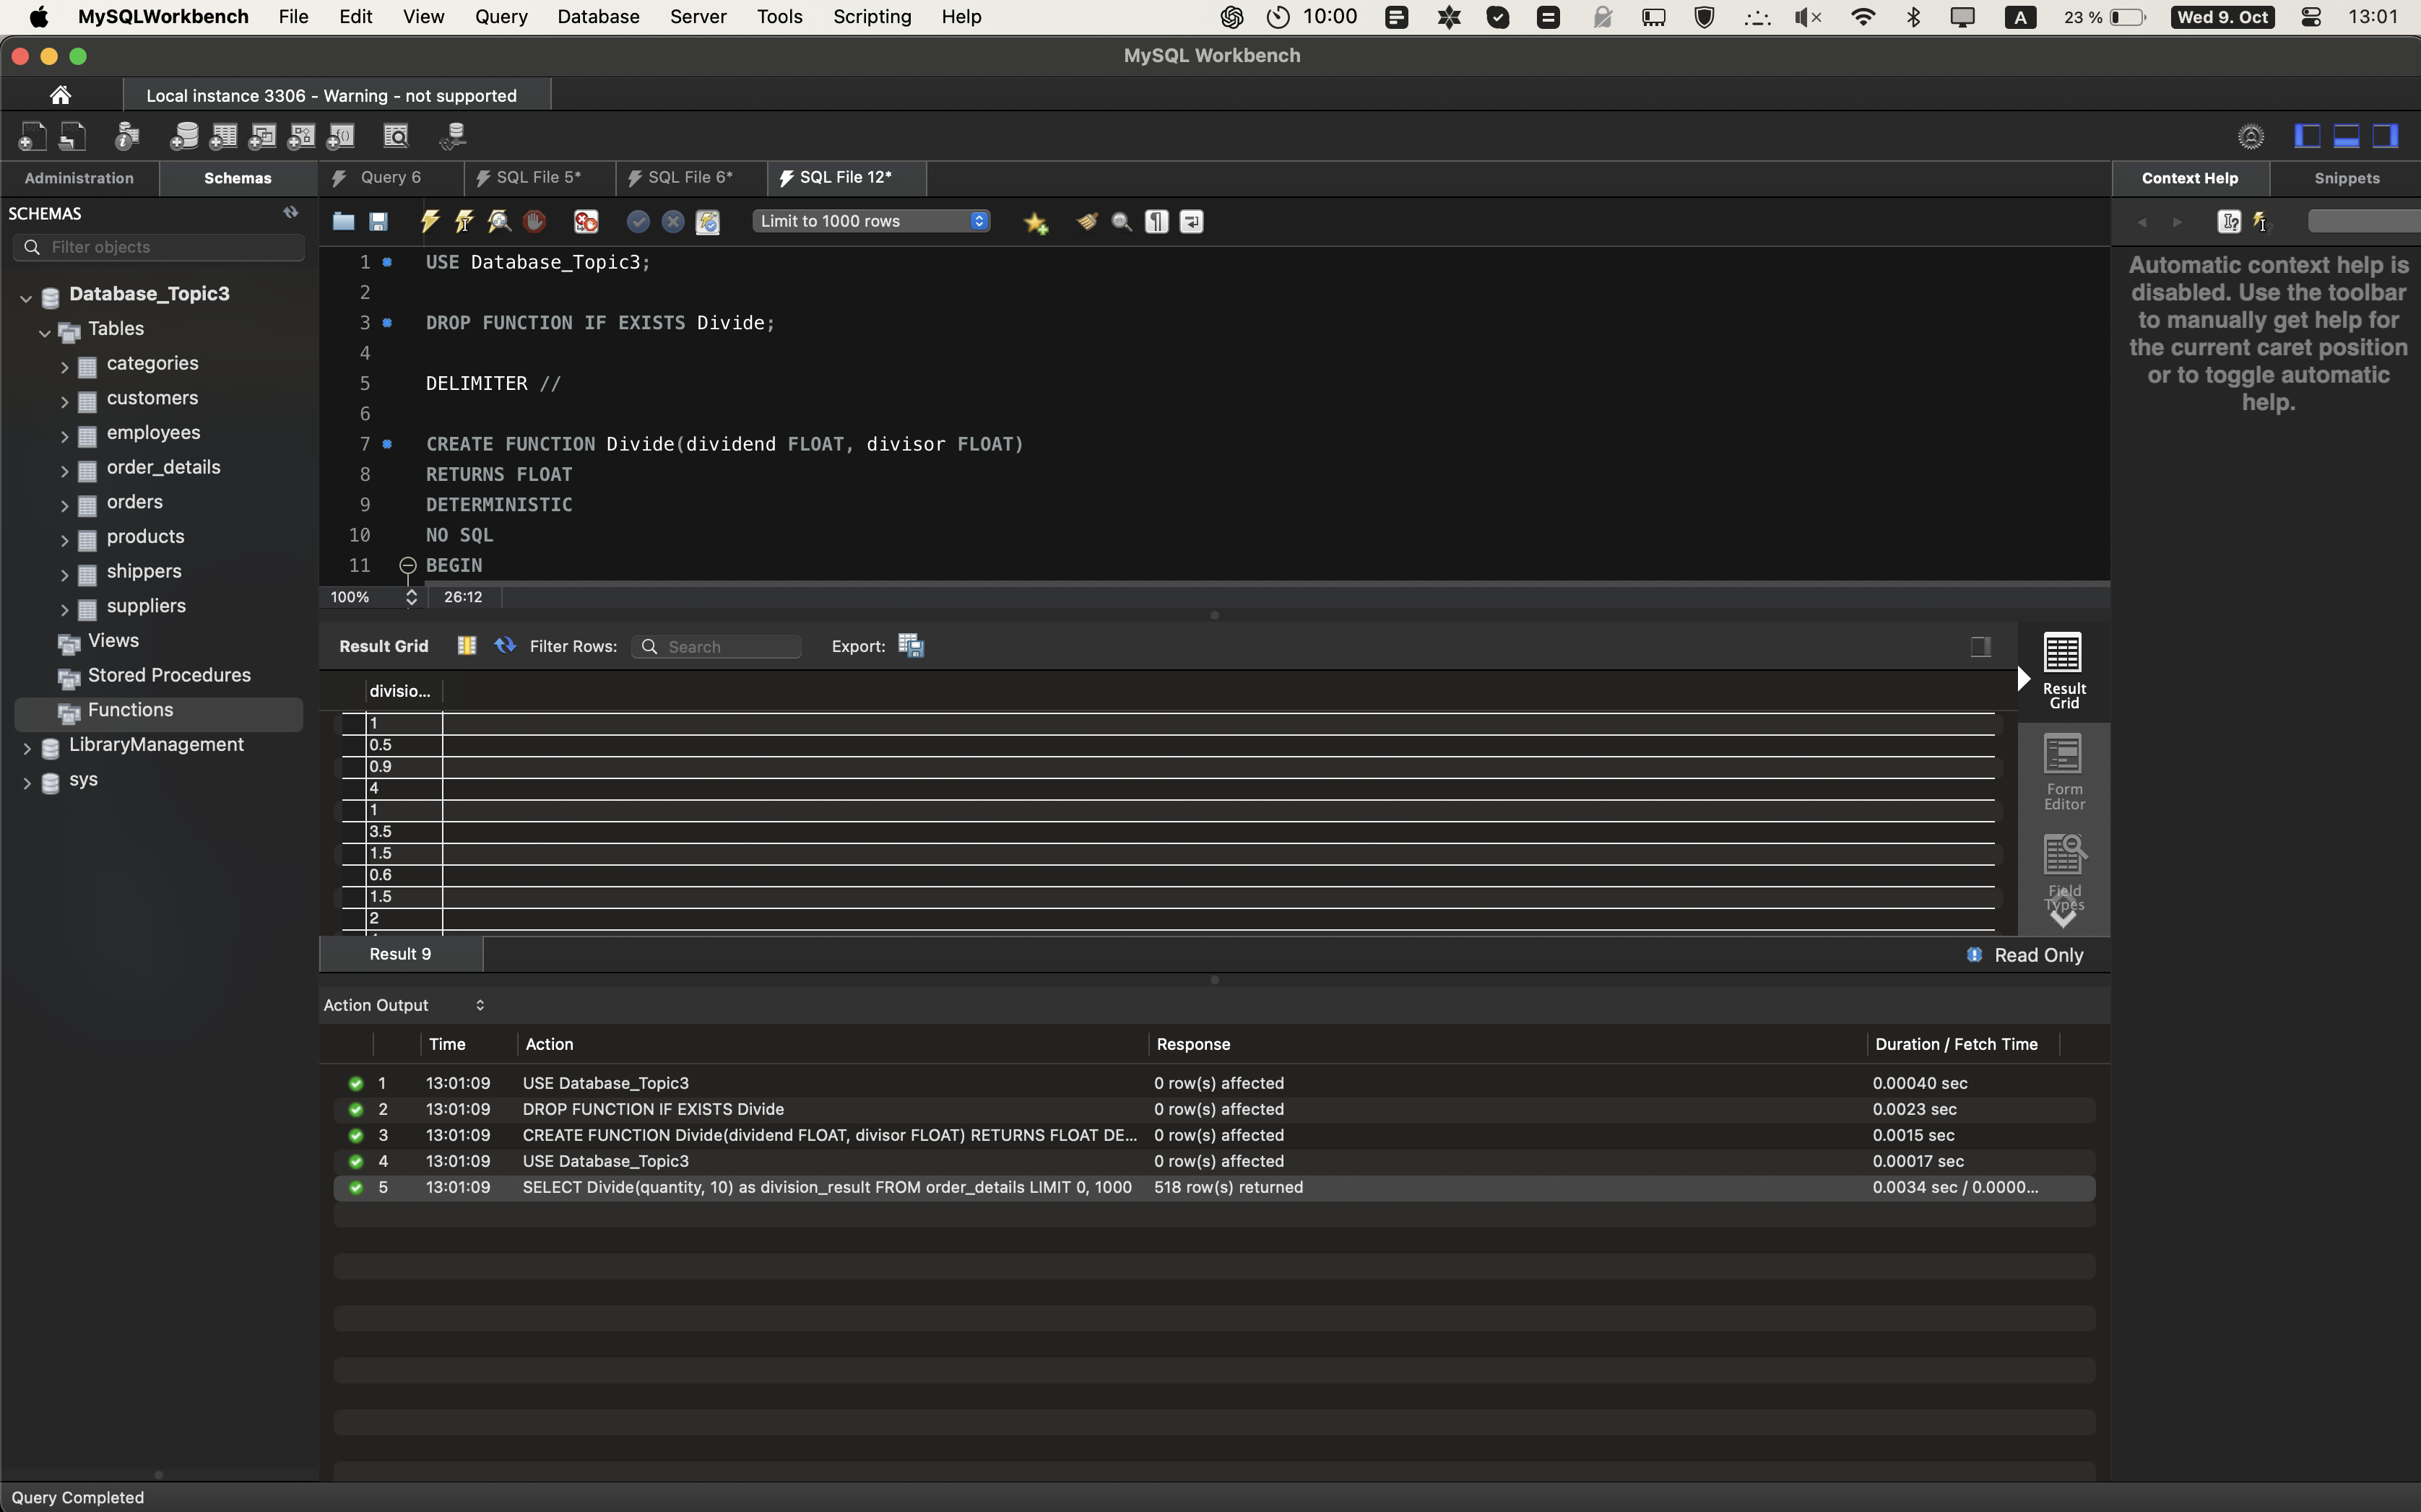 MySQLWorkbench File Edit View Query Database Server Tools Scripting Help 10:00 A 23 % Wed 9. Oct 13:01
MySQL Workbench
Local instance 3306 - Warning - not supported
Administration Schemas Query 6 SQL File 5* SQL File 6* SQL File 12* Context Help Snippets
SCHEMAS
Limit to 1000 rows
Filter objects
Database_Topic3
Tables
categories
customers
employees
order_details
orders
products
shippers
suppliers
Views
Stored Procedures
Functions
LibraryManagement
sys
1 USE Database_Topic3;
2
3 DROP FUNCTION IF EXISTS Divide;
4
5 DELIMITER //
6
7 CREATE FUNCTION Divide(dividend FLOAT, divisor FLOAT)
8 RETURNS FLOAT
9 DETERMINISTIC
10 NO SQL
11 BEGIN
100% 26:12
Automatic context help is
disabled. Use the toolbar
to manually get help for
the current caret position
or to toggle automatic
help.
Result Grid Filter Rows: Search Export:
divisio...
1
0.5
0.9
4
1
3.5
1.5
0.6
1.5
2
Result
Grid
Form
Editor
Field
Types
Result 9 Read Only
Action Output
Time Action Response Duration / Fetch Time
1 13:01:09 USE Database_Topic3 0 row(s) affected 0.00040 sec
2 13:01:09 DROP FUNCTION IF EXISTS Divide 0 row(s) affected 0.0023 sec
3 13:01:09 CREATE FUNCTION Divide(dividend FLOAT, divisor FLOAT) RETURNS FLOAT DE... 0 row(s) affected 0.0015 sec
4 13:01:09 USE Database_Topic3 0 row(s) affected 0.00017 sec
5 13:01:09 SELECT Divide(quantity, 10) as division_result FROM order_details LIMIT 0, 1000 518 row(s) returned 0.0034 sec / 0.0000...
Query Completed